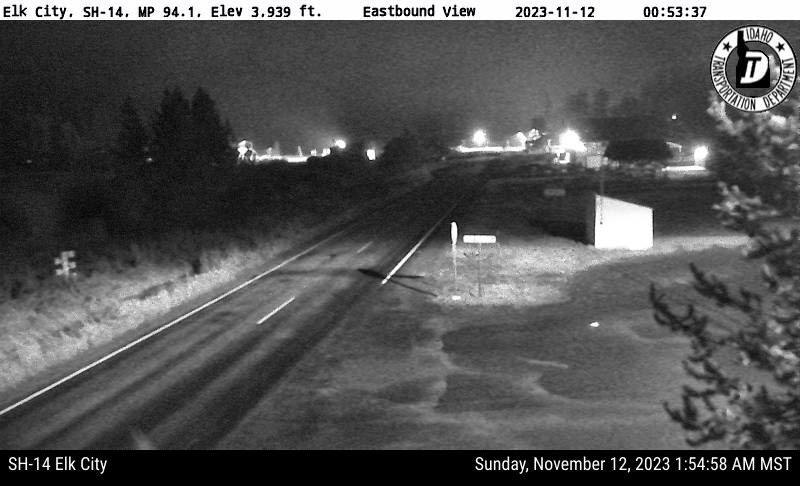 Elk City, SH-14, MP 94.1, Elev 3,939 ft. Eastbound View 2023-11-12 00:53:37
IDAHO
TRANSPORTATION DEPARTMENT
SH-14 Elk City Sunday, November 12, 2023 1:54:58 AM MST